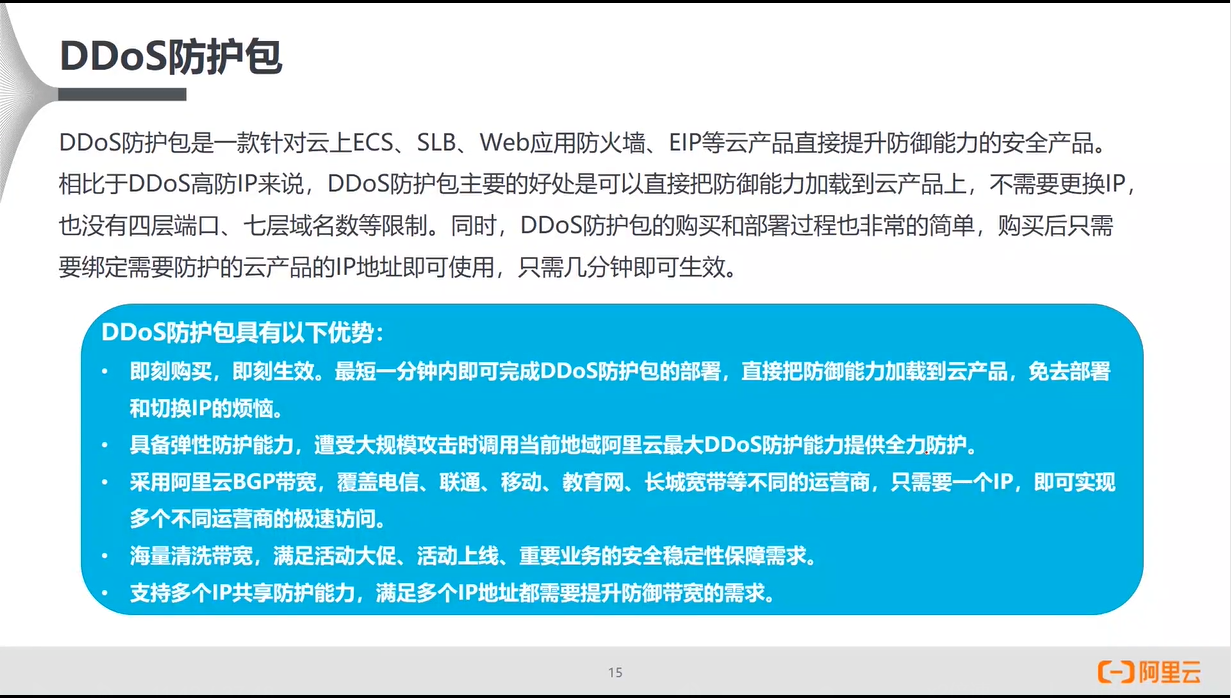 DDoS防护包
DDoS防护包是一款针对云上ECS、SLB、Web应用防火墙、EIP等云产品直接提升防御能力的安全产品。
相比于DDoS高防IP来说，DDoS防护包主要的好处是可以直接把防御能力加载到云产品上，不需要更换IP，
也没有四层端口、七层域名数等限制。同时，DDoS防护包的购买和部署过程也非常的简单，购买后只需
要绑定需要防护的云产品的IP地址即可使用，只需几分钟即可生效。
DDoS防护包具有以下优势：
• 即刻购买，即刻生效。最短一分钟内即可完成DDoS防护包的部署，直接把防御能力加载到云产品，免去部署
和切换IP的烦恼。
• 具备弹性防护能力，遭受大规模攻击时调用当前地域阿里云最大DDoS防护能力提供全力防护。
• 采用阿里云BGP带宽，覆盖电信、联通、移动、教育网、长城宽带等不同的运营商，只需要一个IP，即可实现
多个不同运营商的极速访问。
• 海量清洗带宽，满足活动大促、活动上线、重要业务的安全稳定性保障需求。
• 支持多个IP共享防护能力，满足多个IP地址都需要提升防御带宽的需求。
15
阿里云